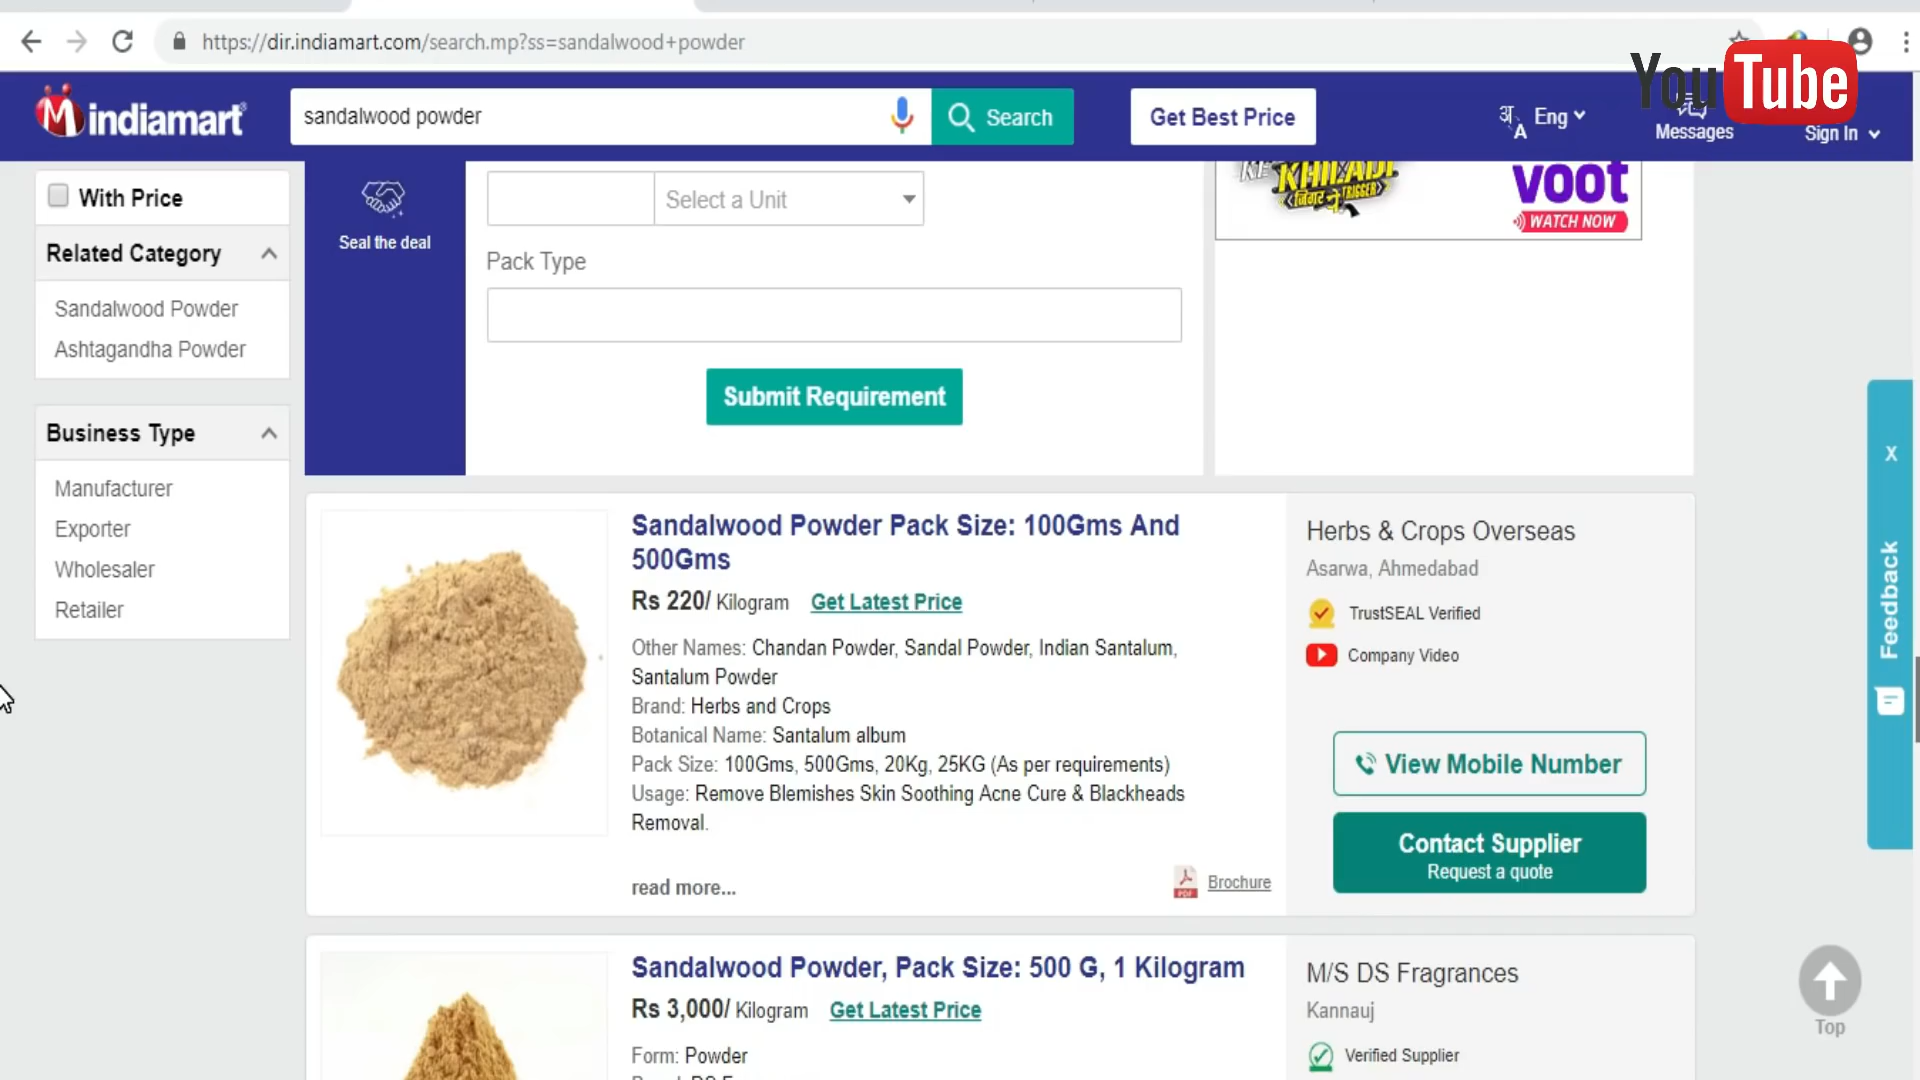 https://dir.indiamart.com/search.mp?ss=sandalwood+powder
You Tube
indiamart
sandalwood powder
Search
Get Best Price
अ A Eng
Messages
Sign In
With Price
Related Category
Sandalwood Powder
Ashtagandha Powder
Business Type
Manufacturer
Exporter
Wholesaler
Retailer
Seal the deal
Select a Unit
Pack Type
Submit Requirement
KHILADI
TRIGGER
voot
WATCH NOW
Sandalwood Powder Pack Size: 100Gms And
500Gms
Rs 220/ Kilogram Get Latest Price
Other Names: Chandan Powder, Sandal Powder, Indian Santalum,
Santalum Powder
Brand: Herbs and Crops
Botanical Name: Santalum album
Pack Size: 100Gms, 500Gms, 20Kg, 25KG (As per requirements)
Usage: Remove Blemishes Skin Soothing Acne Cure & Blackheads
Removal.
read more...
PDF
Brochure
Herbs & Crops Overseas
Asarwa, Ahmedabad
TrustSEAL Verified
Company Video
View Mobile Number
Contact Supplier
Request a quote
X
Feedback
Sandalwood Powder, Pack Size: 500 G, 1 Kilogram
Rs 3,000/ Kilogram Get Latest Price
Form: Powder
M/S DS Fragrances
Kannauj
Verified Supplier
Top